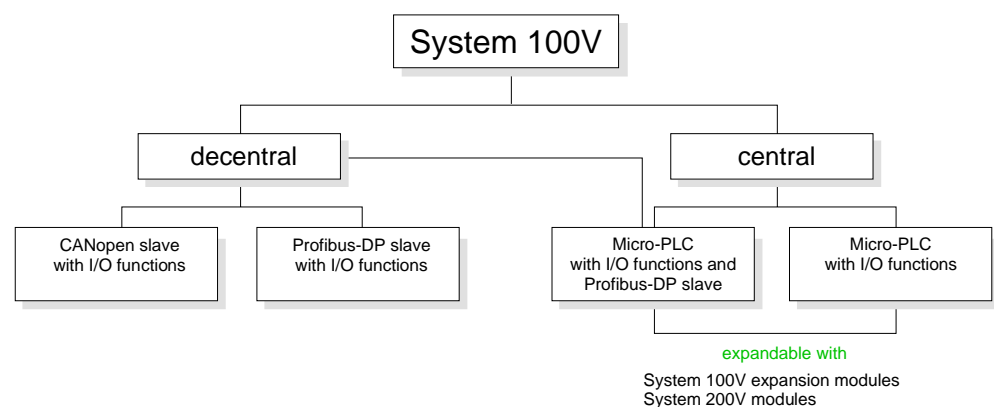 System 100V
decentral
central
CANopen slave
with I/O functions
Profibus-DP slave
with I/O functions
Micro-PLC
with I/O functions and
Profibus-DP slave
Micro-PLC
with I/O functions
expandable with
System 100V expansion modules
System 200V modules